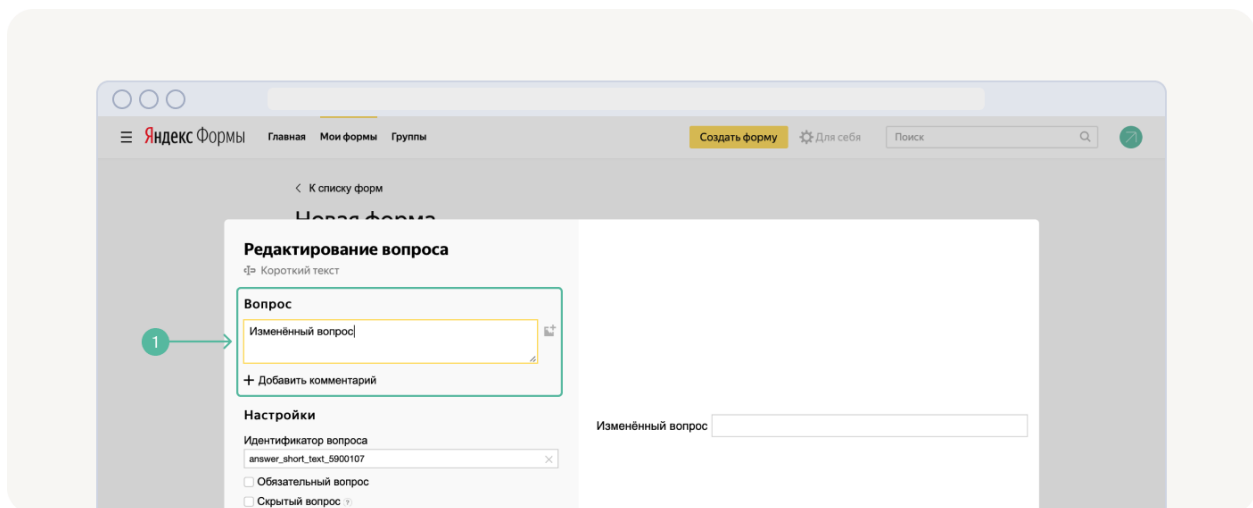 Яндекс Формы Главная Мои формы Группы Создать форму Для себя Поиск
К списку форм
Новая форма
Редактирование вопроса
Короткий текст
Вопрос
1 Изменённый вопрос
+ Добавить комментарий
Настройки
Изменённый вопрос
Идентификатор вопроса
answer_short_text_5900107
Обязательный вопрос
Скрытый вопрос ?